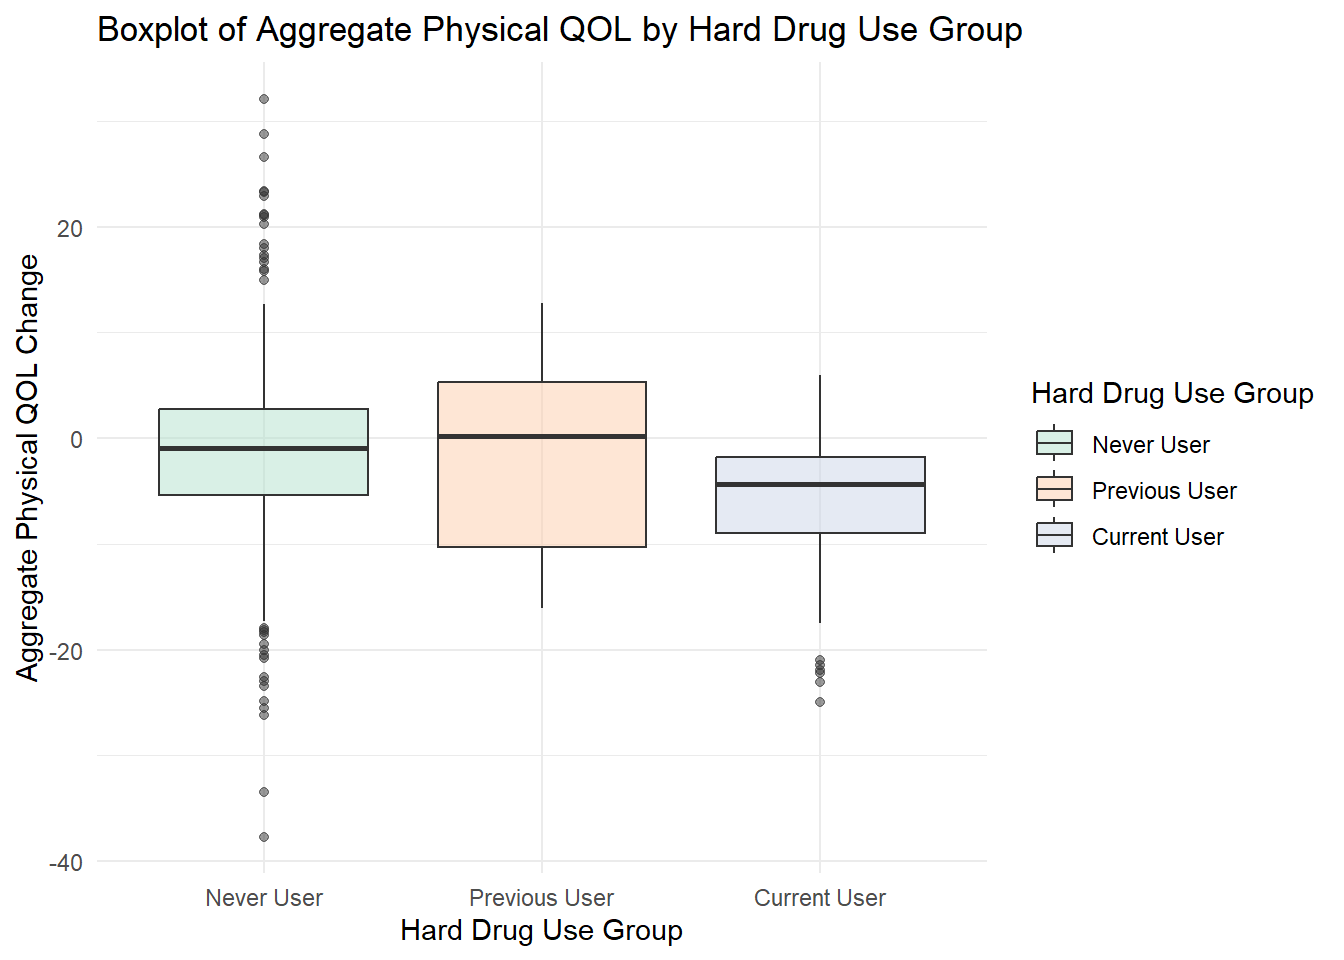 Boxplot of Aggregate Physical QOL by Hard Drug Use Group
Aggregate Physical QOL Change
20
0
-20
-40
Never User
Previous User
Current User
Hard Drug Use Group
Hard Drug Use Group
Never User
Previous User
Current User